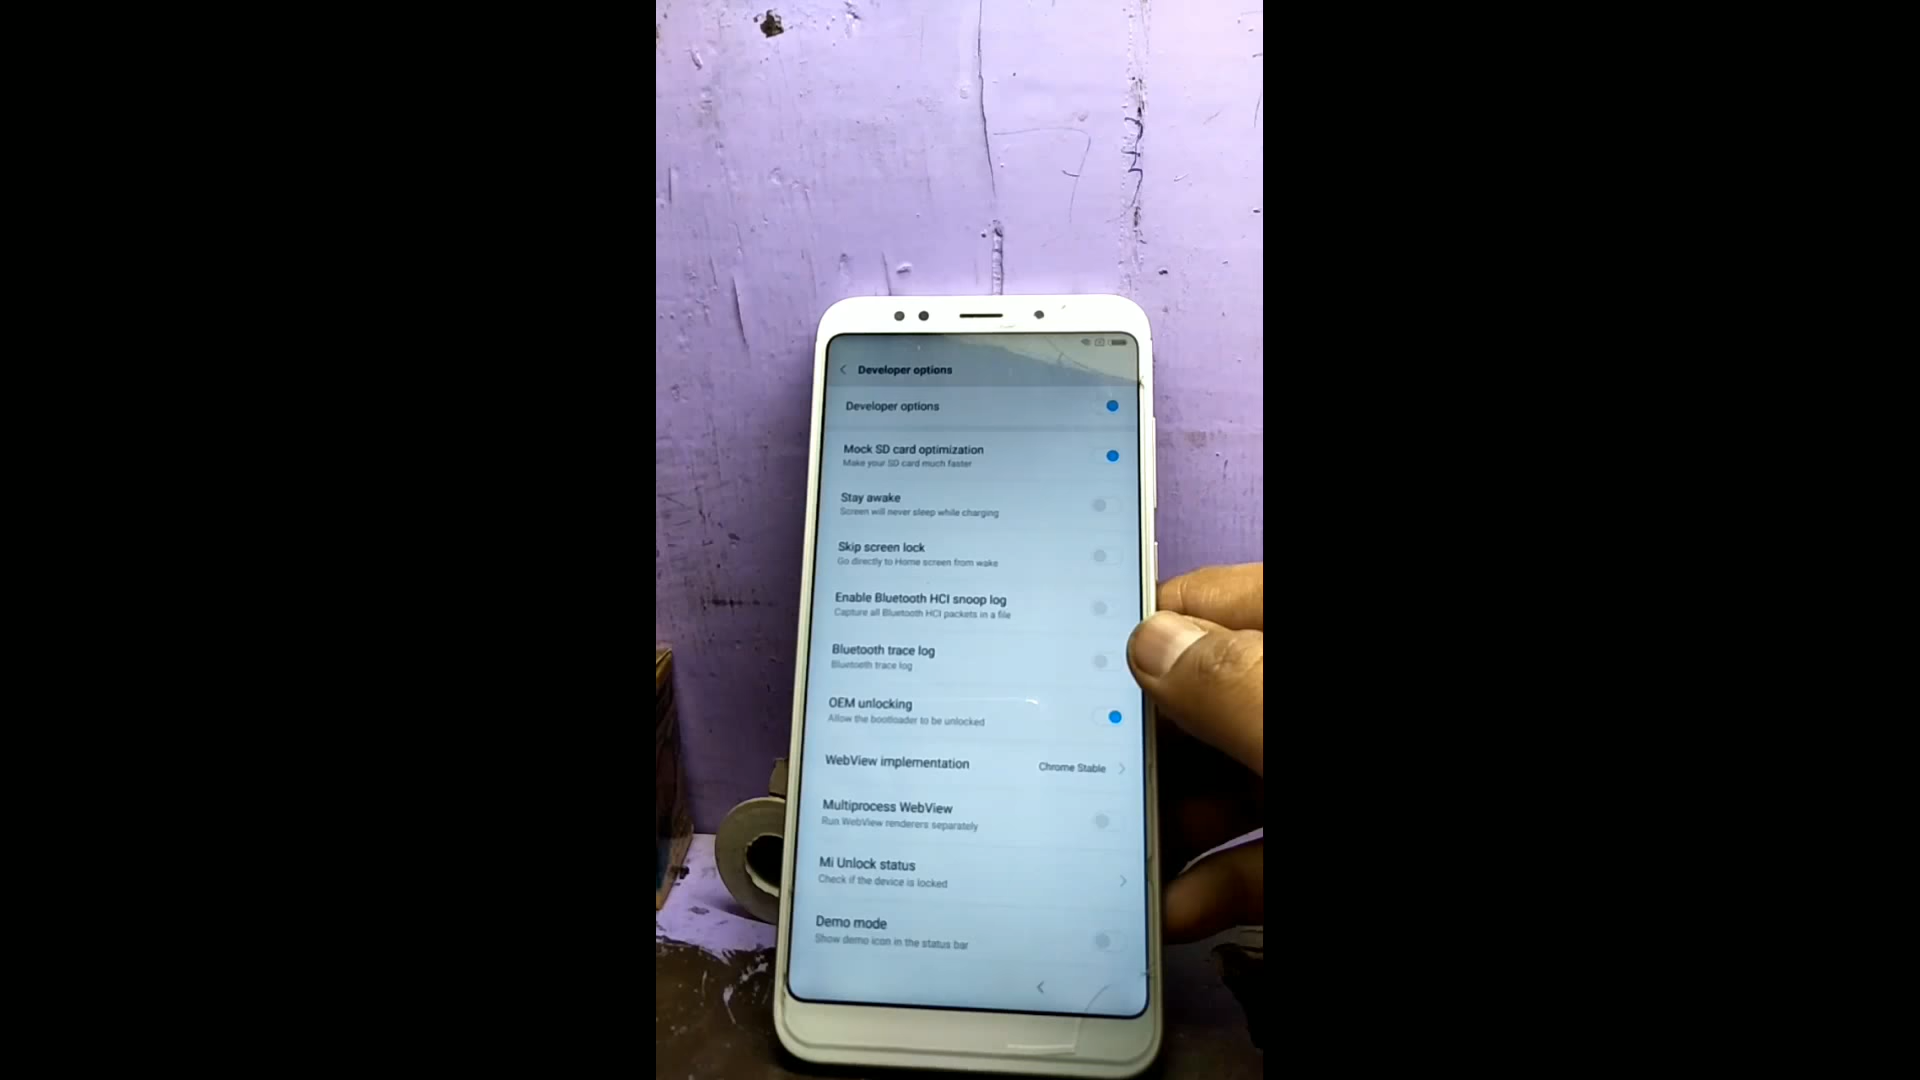 Developer options
Developer options
Mock SD card optimization
Make your SD card much faster
Stay awake
Screen will never sleep while charging
Skip screen lock
Go directly to Home screen from wake
Enable Bluetooth HCI snoop log
Capture all Bluetooth HCI packets in a file
Bluetooth trace log
Bluetooth trace log
OEM unlocking
Allow the bootloader to be unlocked
WebView implementation Chrome Stable
Multiprocess WebView
Run WebView renderers separately
Mi Unlock status
Check if the device is locked
Demo mode
Show demo icon in the status bar